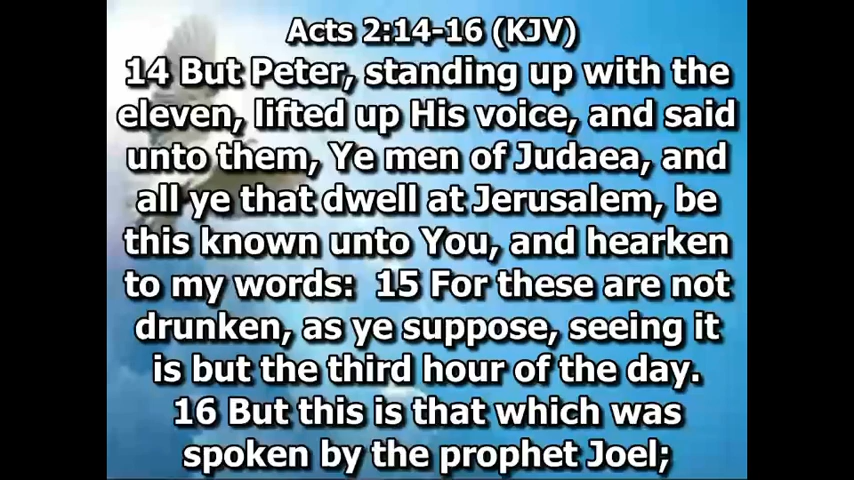 Acts 2:14-16 (KJV)
14 But Peter, standing up with the
eleven, lifted up His voice, and said
unto them, Ye men of Judaea, and
all ye that dwell at Jerusalem, be
this known unto You, and hearken
to my words:  15 For these are not
drunken, as ye suppose, seeing it
is but the third hour of the day.
16 But this is that which was
spoken by the prophet Joel;